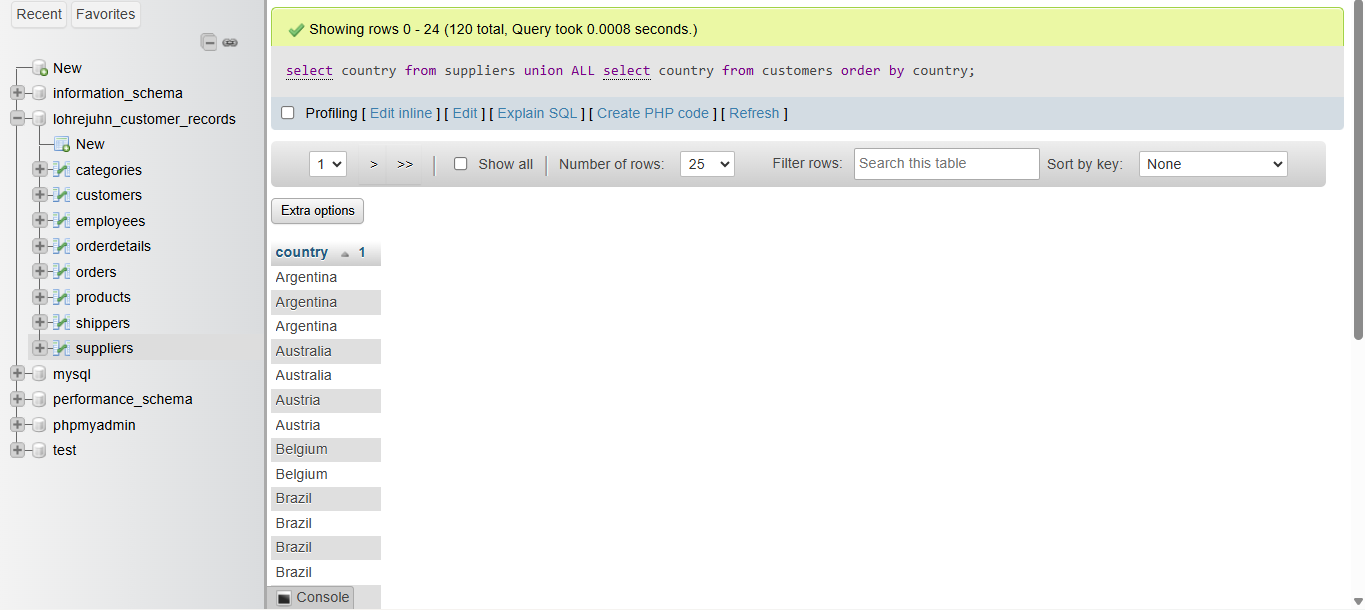 Recent Favorites
New
information_schema
lohrejuhn_customer_records
New
categories
customers
employees
orderdetails
orders
products
shippers
suppliers
mysql
performance_schema
phpmyadmin
test
Showing rows 0 - 24 (120 total, Query took 0.0008 seconds.)
select country from suppliers union ALL select country from customers order by country;
Profiling [ Edit inline ] [ Edit ] [ Explain SQL ] [ Create PHP code ] [ Refresh ]
1 > >> | Show all | Number of rows: 25 Filter rows: Search this table Sort by key: None
Extra options
country 1
Argentina
Argentina
Argentina
Australia
Australia
Austria
Austria
Belgium
Belgium
Brazil
Brazil
Brazil
Brazil
Console